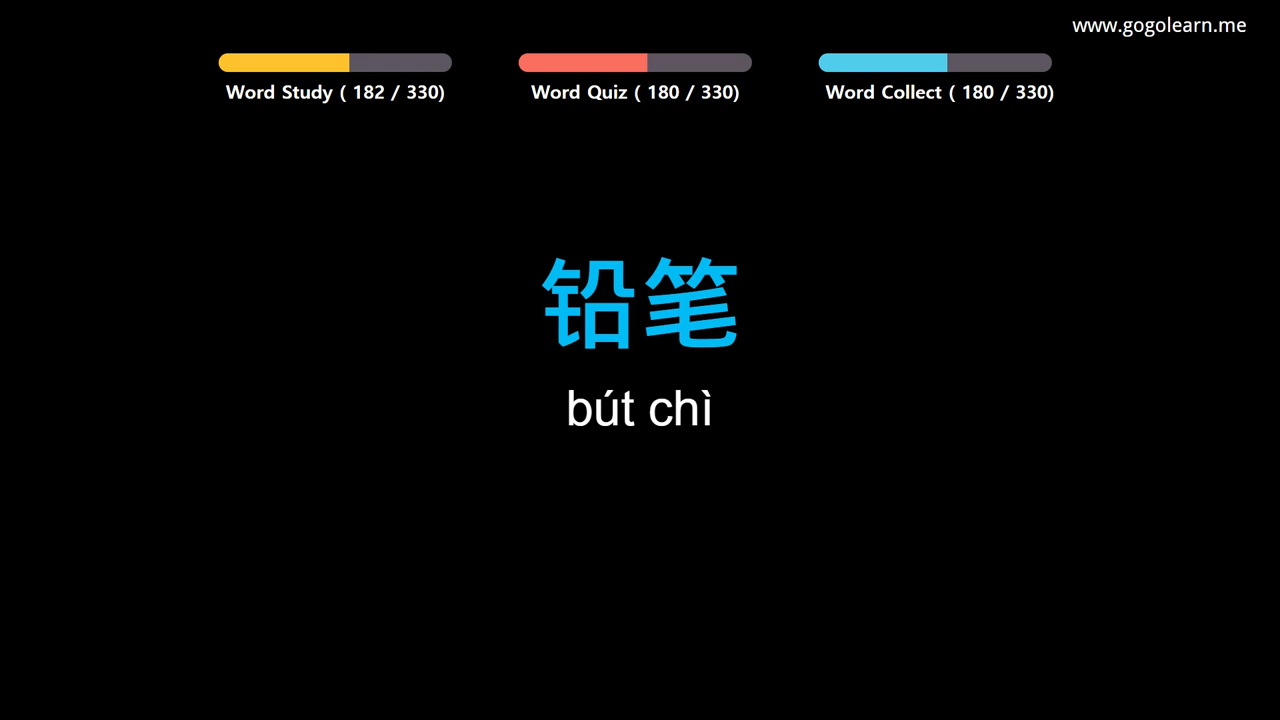 www.gogolearn.me
Word Study ( 182 / 330)
Word Quiz ( 180 / 330)
Word Collect ( 180 / 330)
铅笔
bút chì